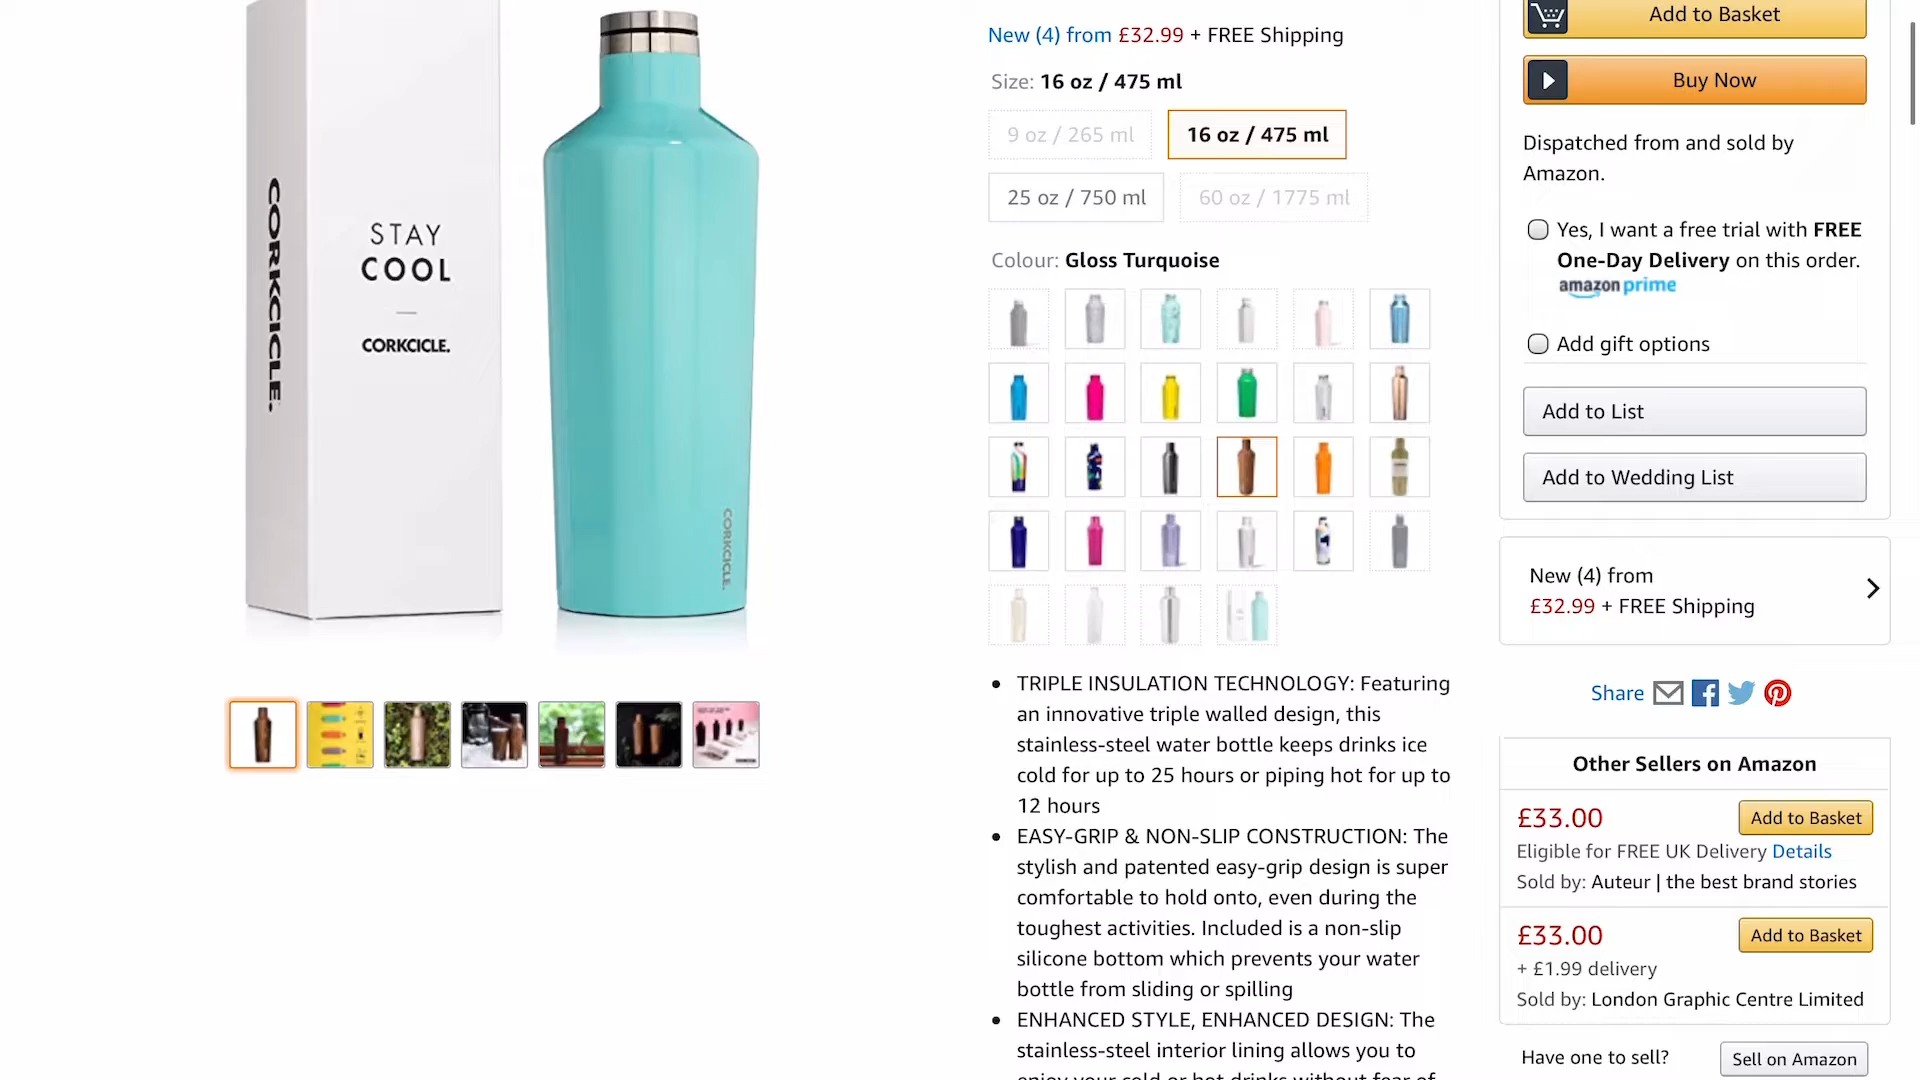 CORKCICLE.
STAY
COOL
CORKCICLE.
CORKCICLE.
New (4) from £32.99 + FREE Shipping
Size: 16 oz / 475 ml
9 oz / 265 ml
16 oz / 475 ml
25 oz / 750 ml
60 oz / 1775 ml
Colour: Gloss Turquoise
TRIPLE INSULATION TECHNOLOGY: Featuring
an innovative triple walled design, this
stainless-steel water bottle keeps drinks ice
cold for up to 25 hours or piping hot for up to
12 hours
EASY-GRIP & NON-SLIP CONSTRUCTION: The
stylish and patented easy-grip design is super
comfortable to hold onto, even during the
toughest activities. Included is a non-slip
silicone bottom which prevents your water
bottle from sliding or spilling
ENHANCED STYLE, ENHANCED DESIGN: The
stainless-steel interior lining allows you to
enjoy your cold or hot drinks without fear of
Add to Basket
Buy Now
Dispatched from and sold by
Amazon.
Yes, I want a free trial with FREE
One-Day Delivery on this order.
amazon prime
Add gift options
Add to List
Add to Wedding List
New (4) from
£32.99 + FREE Shipping
Share
Other Sellers on Amazon
£33.00
Add to Basket
Eligible for FREE UK Delivery Details
Sold by: Auteur | the best brand stories
£33.00
Add to Basket
+ £1.99 delivery
Sold by: London Graphic Centre Limited
Have one to sell?
Sell on Amazon